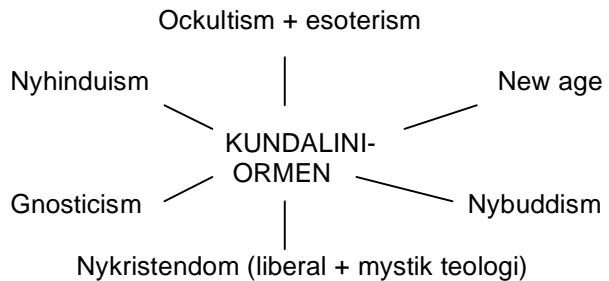 Ockultism + esoterism
Nyhinduism
New age
KUNDALINI-
ORMEN
Gnosticism
Nybuddism
Nykristendom (liberal + mystik teologi)